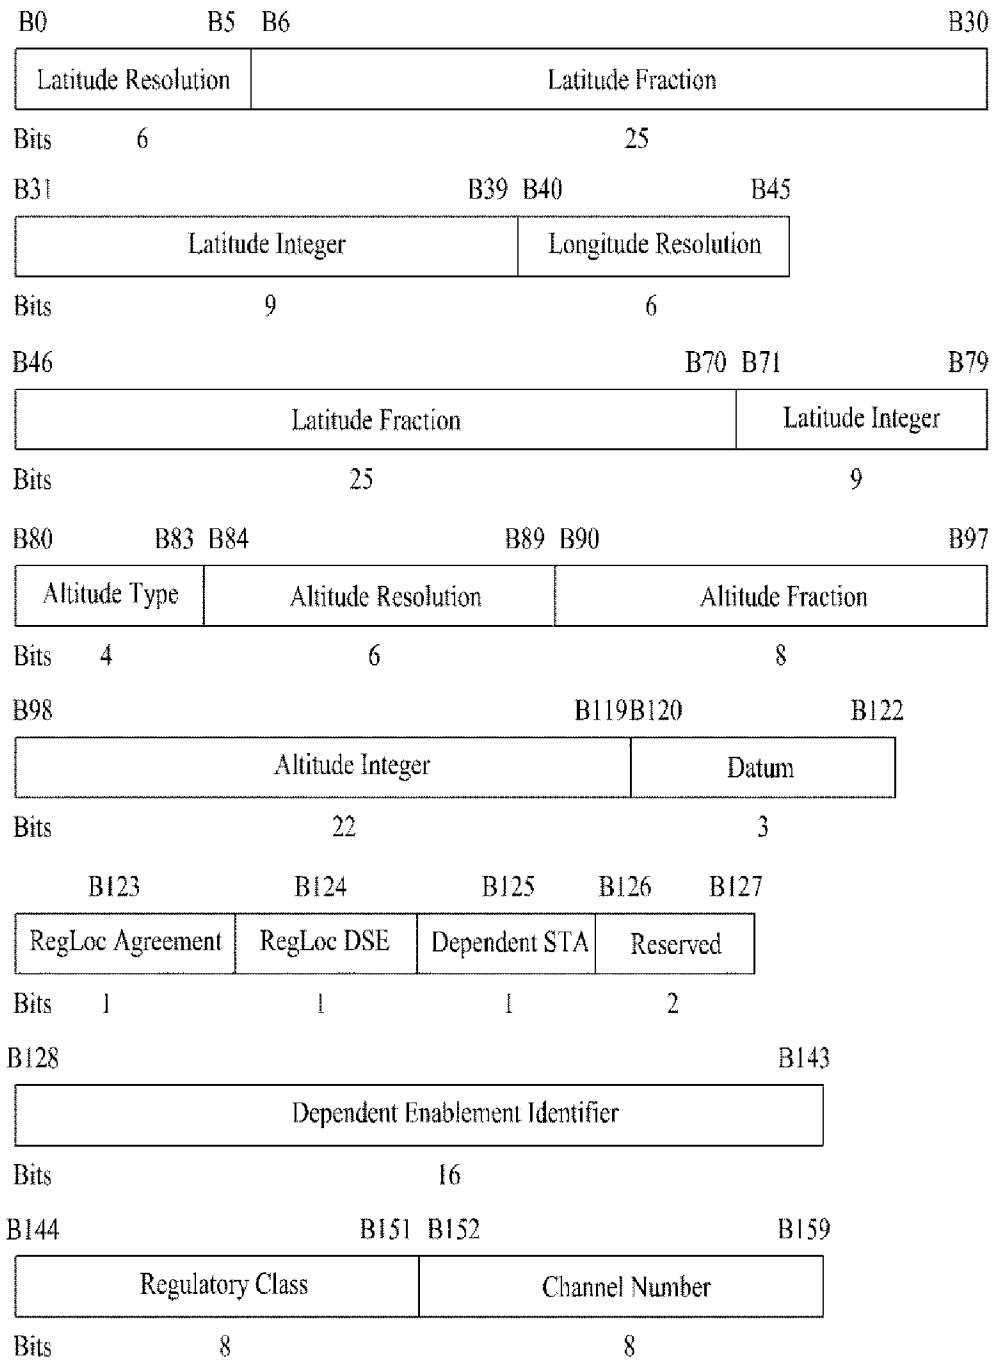 B0 B5 B6 B30
Latitude Resolution Latitude Fraction
Bits 6 25
B31 B39 B40 B45
Latitude Integer Longitude Resolution
Bits 9 6
B46 B70 B71 B79
Latitude Fraction Latitude Integer
Bits 25 9
B80 B83 B84 B89 B90 B97
Altitude Type Altitude Resolution Altitude Fraction
Bits 4 6 8
B98 B119 B120 B122
Altitude Integer Datum
Bits 22 3
B123 B124 B125 B126 B127
RegLoc Agreement RegLoc DSE Dependent STA Reserved
Bits 1 1 1 2
B128 B143
Dependent Enablement Identifier
Bits 16
B144 B151 B152 B159
Regulatory Class Channel Number
Bits 8 8